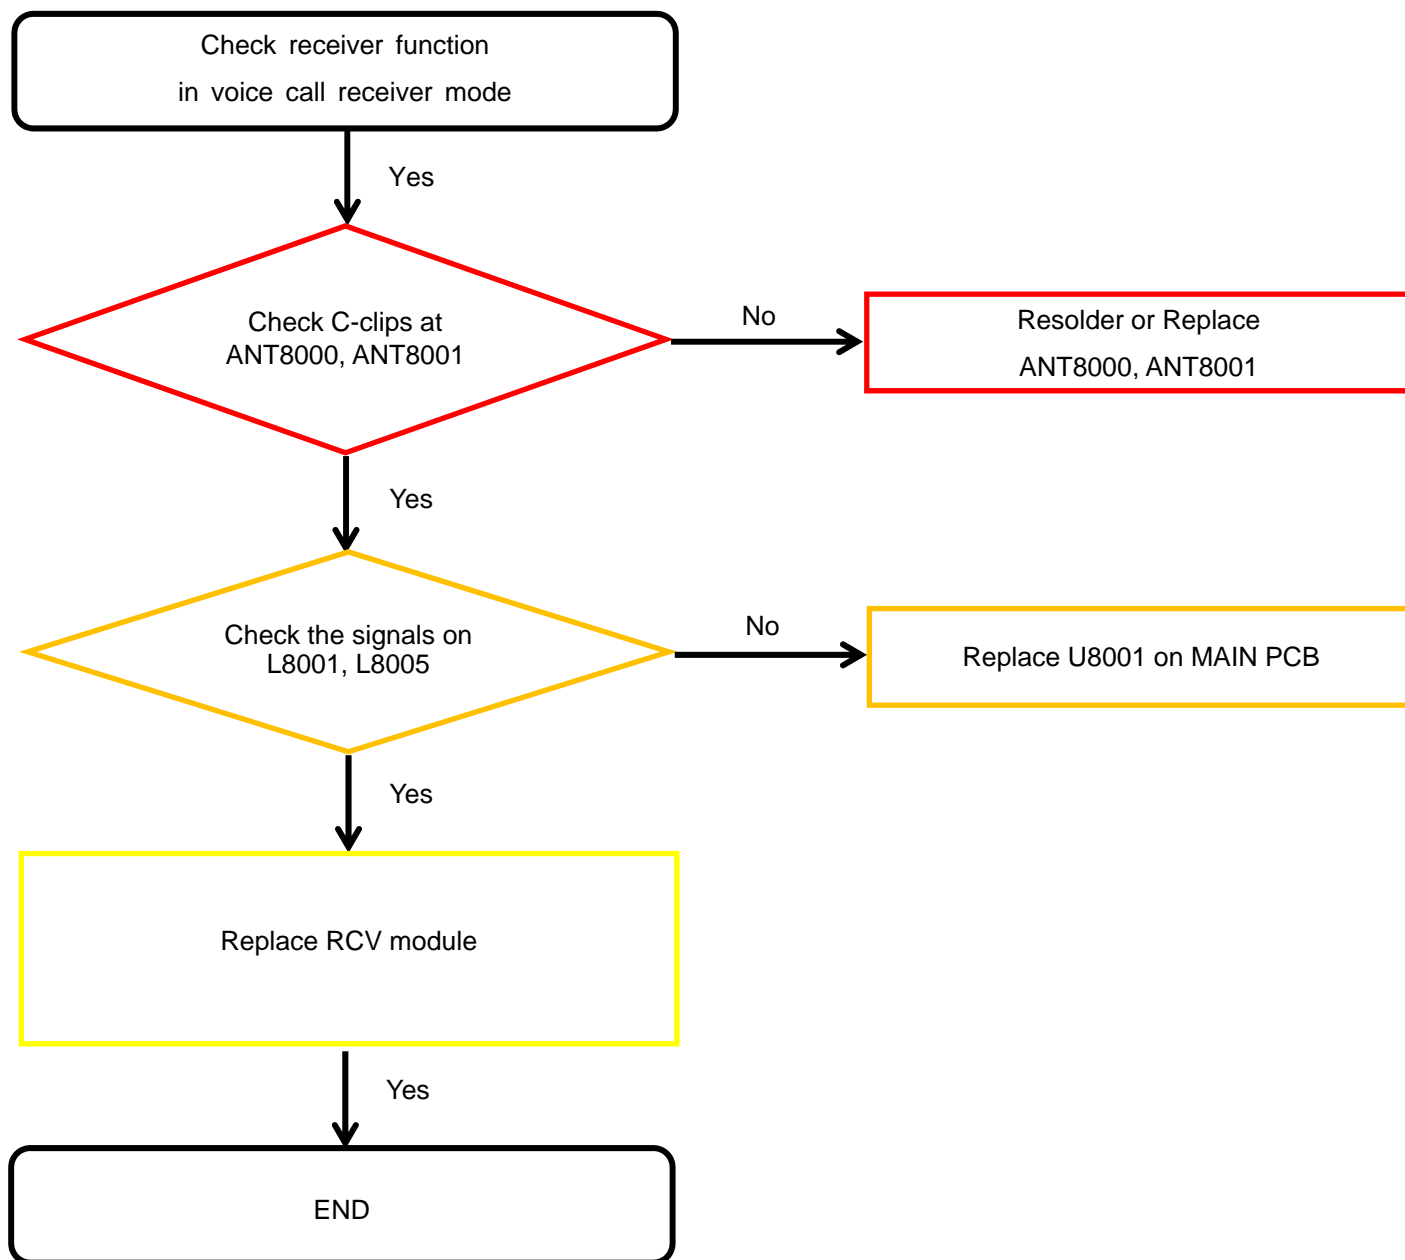 Check receiver function
in voice call receiver mode
Yes
Check C-clips at
ANT8000, ANT8001
No
Resolder or Replace
ANT8000, ANT8001
Yes
Check the signals on
L8001, L8005
No
Replace U8001 on MAIN PCB
Yes
Replace RCV module
Yes
END